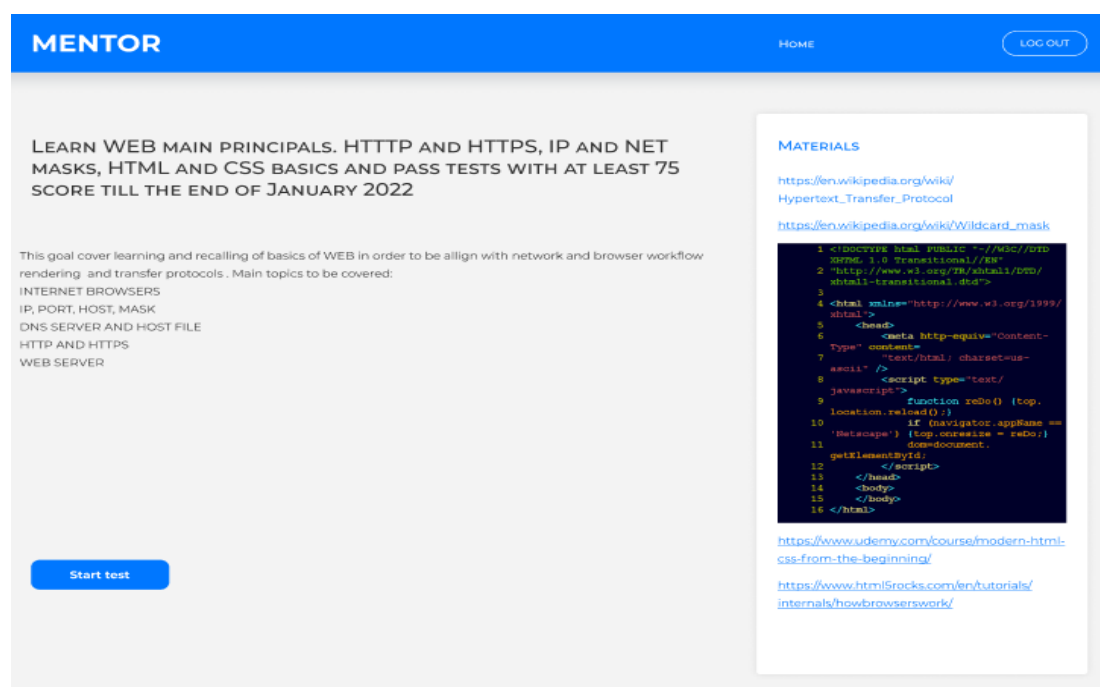 MENTOR
HOME
LOG OUT
LEARN WEB MAIN PRINCIPALS. HTTTP AND HTTPS, IP AND NET
MASKS, HTML AND CSS BASICS AND PASS TESTS WITH AT LEAST 75
SCORE TILL THE END OF JANUARY 2022
This goal cover learning and recalling of basics of WEB in order to be allign with network and browser workflow
rendering and transfer protocols . Main topics to be covered:
INTERNET BROWSERS
IP, PORT, HOST, MASK
DNS SERVER AND HOST FILE
HTTP AND HTTPS
WEB SERVER
Start test
MATERIALS
https://en.wikipedia.org/wiki/
Hypertext_Transfer_Protocol
https://en.wikipedia.org/wiki/Wildcard_mask
1 <!DOCTYPE html PUBLIC "-//W3C//DTD
XHTML 1.0 Transitional//EN"
2 "http://www.w3.org/TR/xhtml1/DTD/
xhtml1-transitional.dtd">
3
4 <html xmlns="http://www.w3.org/1999/
xhtml">
5 <head>
6 <meta http-equiv="Content-
Type" content=
7 "text/html; charset=us-
ascii" />
8 <script type="text/
javascript">
9 function reDo() {top.
location.reload();}
10 if (navigator.appName ==
'Netscape') {top.onresize = reDo;}
11 dom=document.
getElementById;
12 </script>
13 </head>
14 <body>
15 </body>
16 </html>
https://www.udemy.com/course/modern-html-
css-from-the-beginning/
https://www.html5rocks.com/en/tutorials/
internals/howbrowserswork/